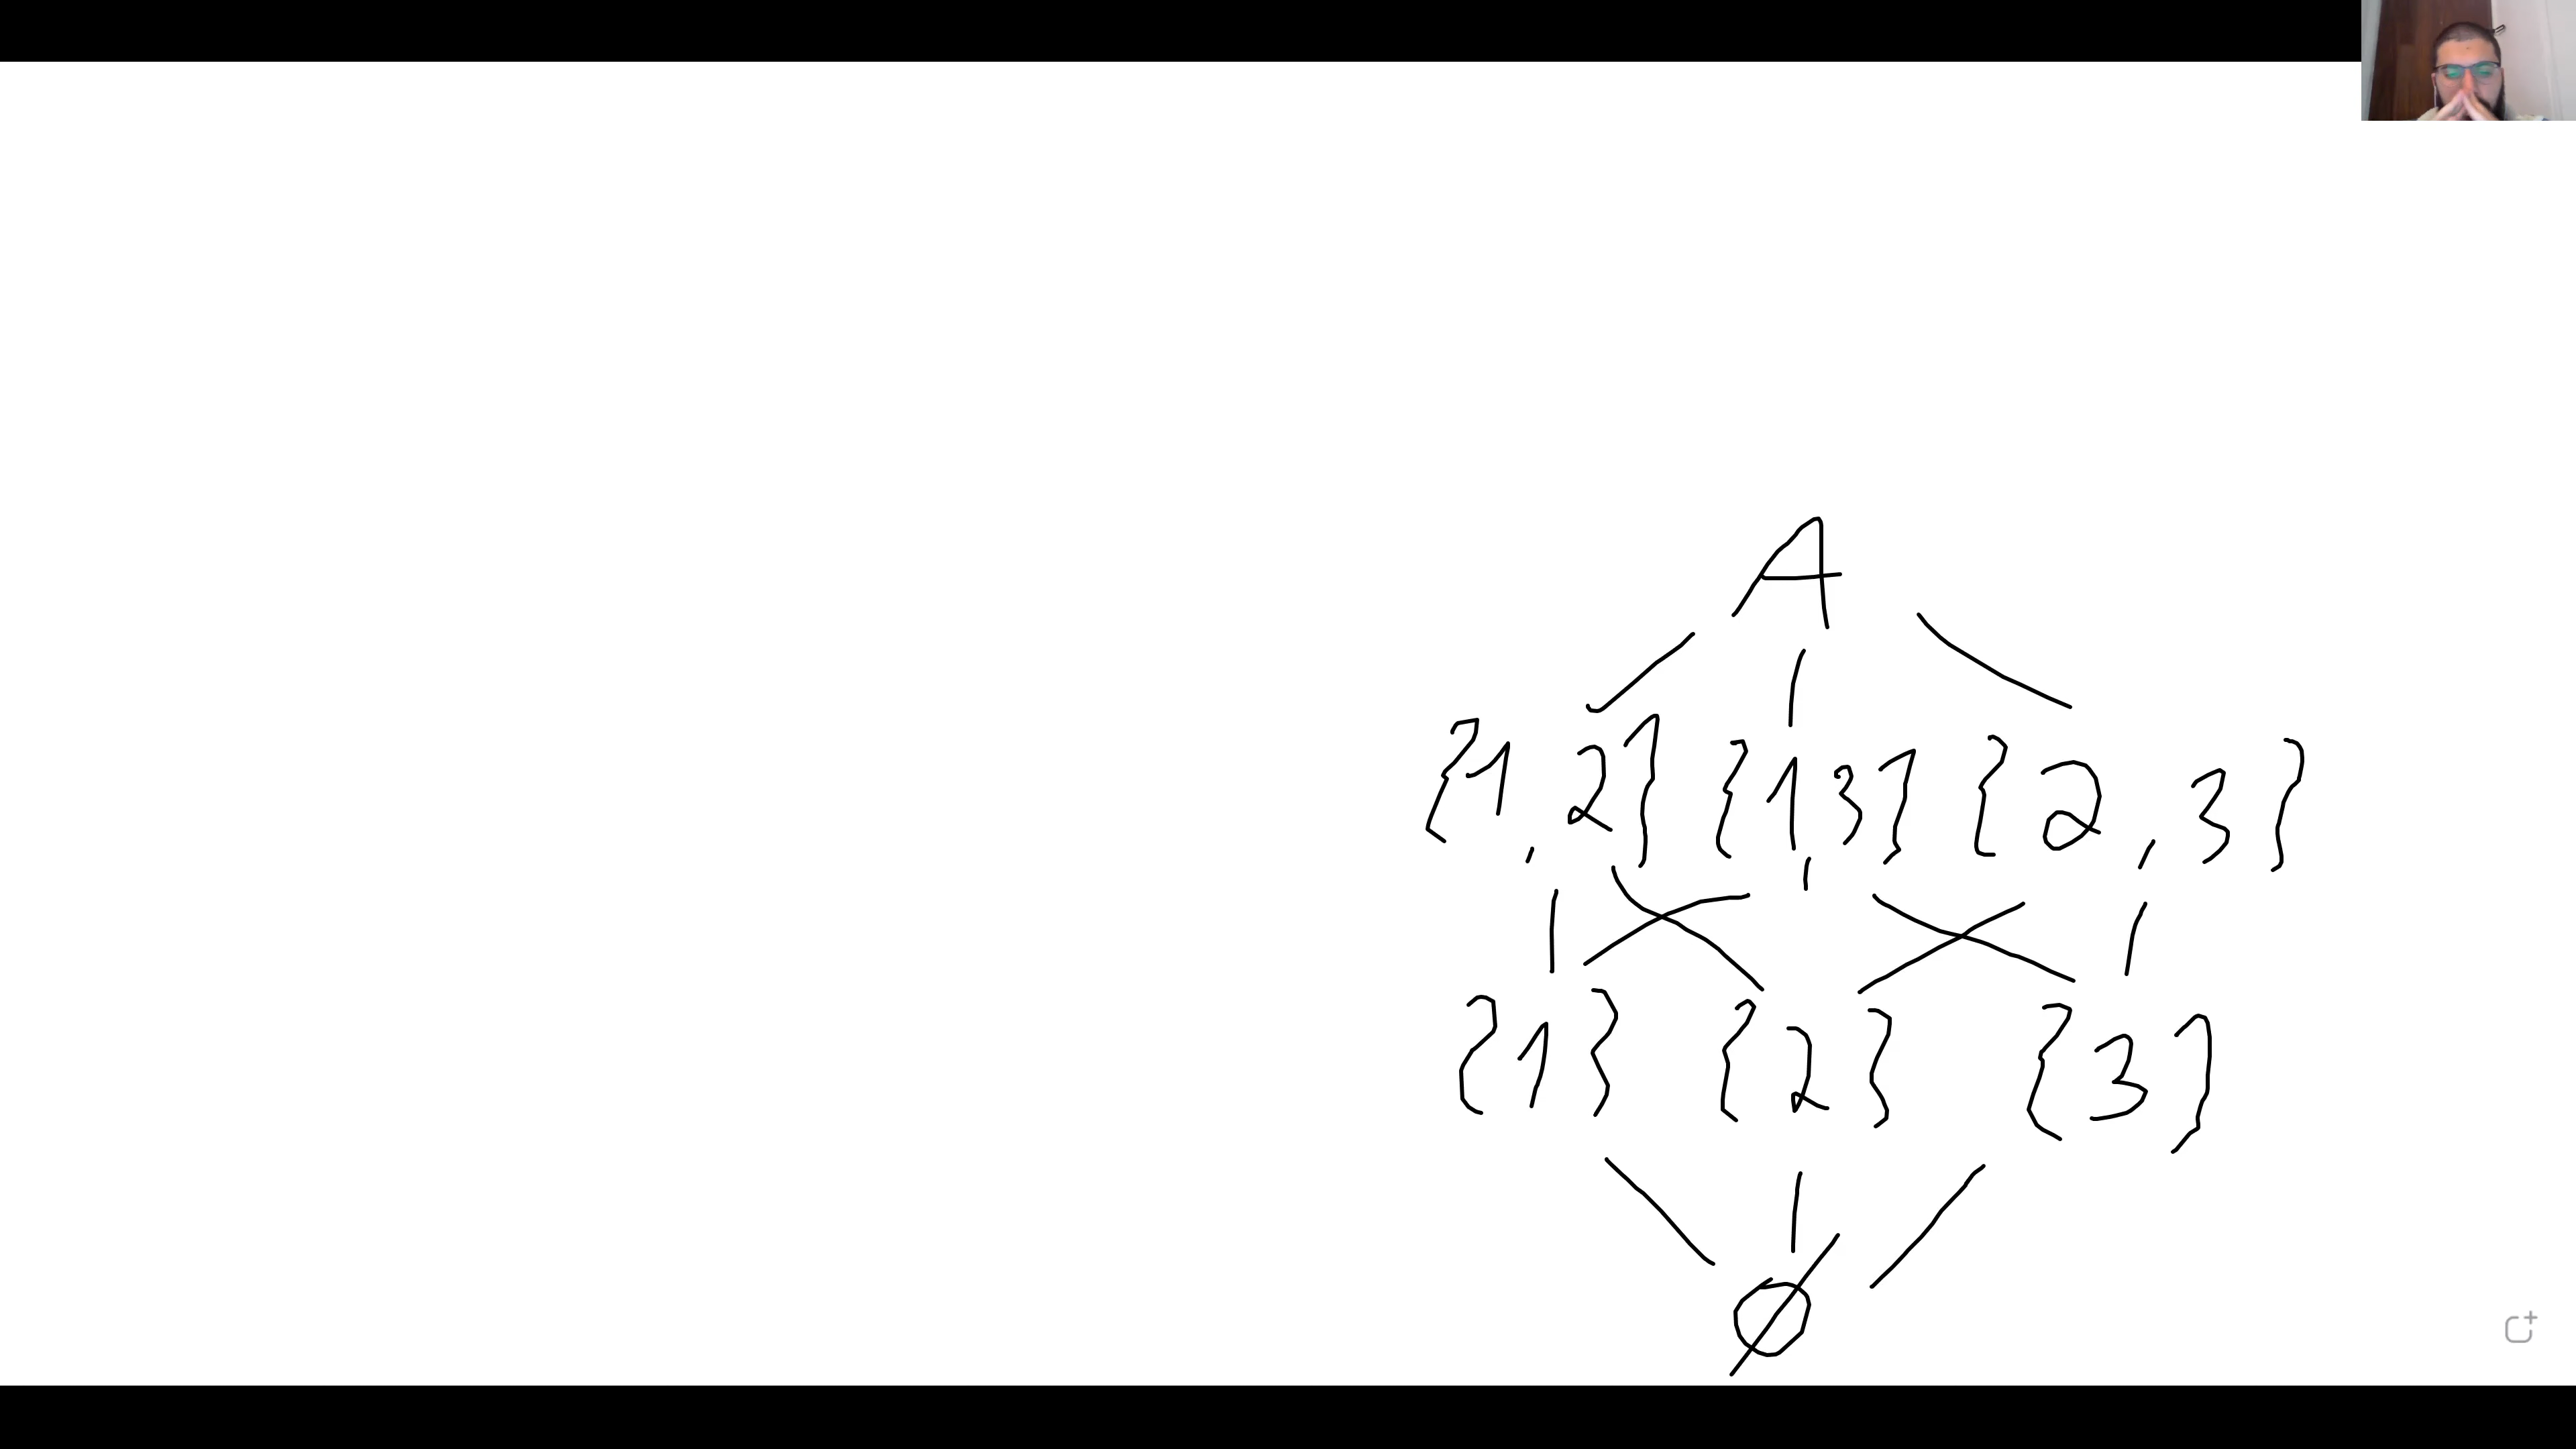 A
{1,2} {1,3} {2,3}
{1} {2} {3}
∅